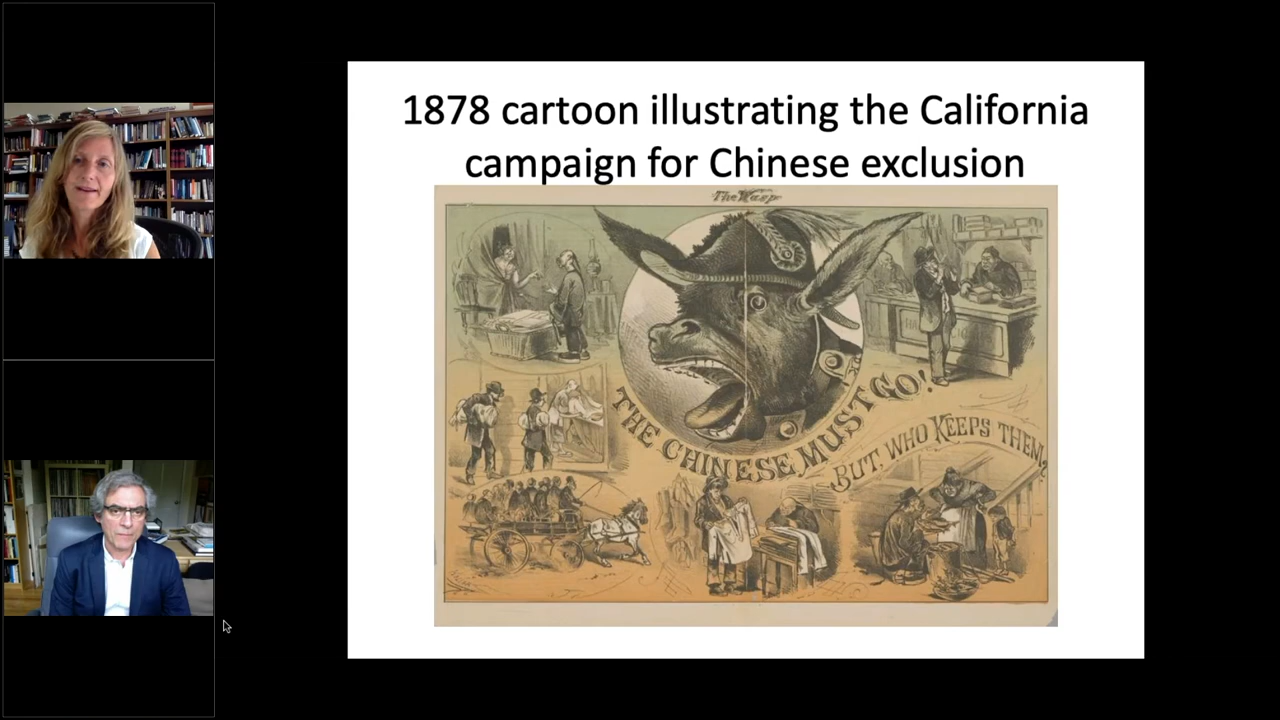 1878 cartoon illustrating the California
campaign for Chinese exclusion
The Wasp
THE CHINESE MUST GO!
BUT WHO KEEPS THEM?